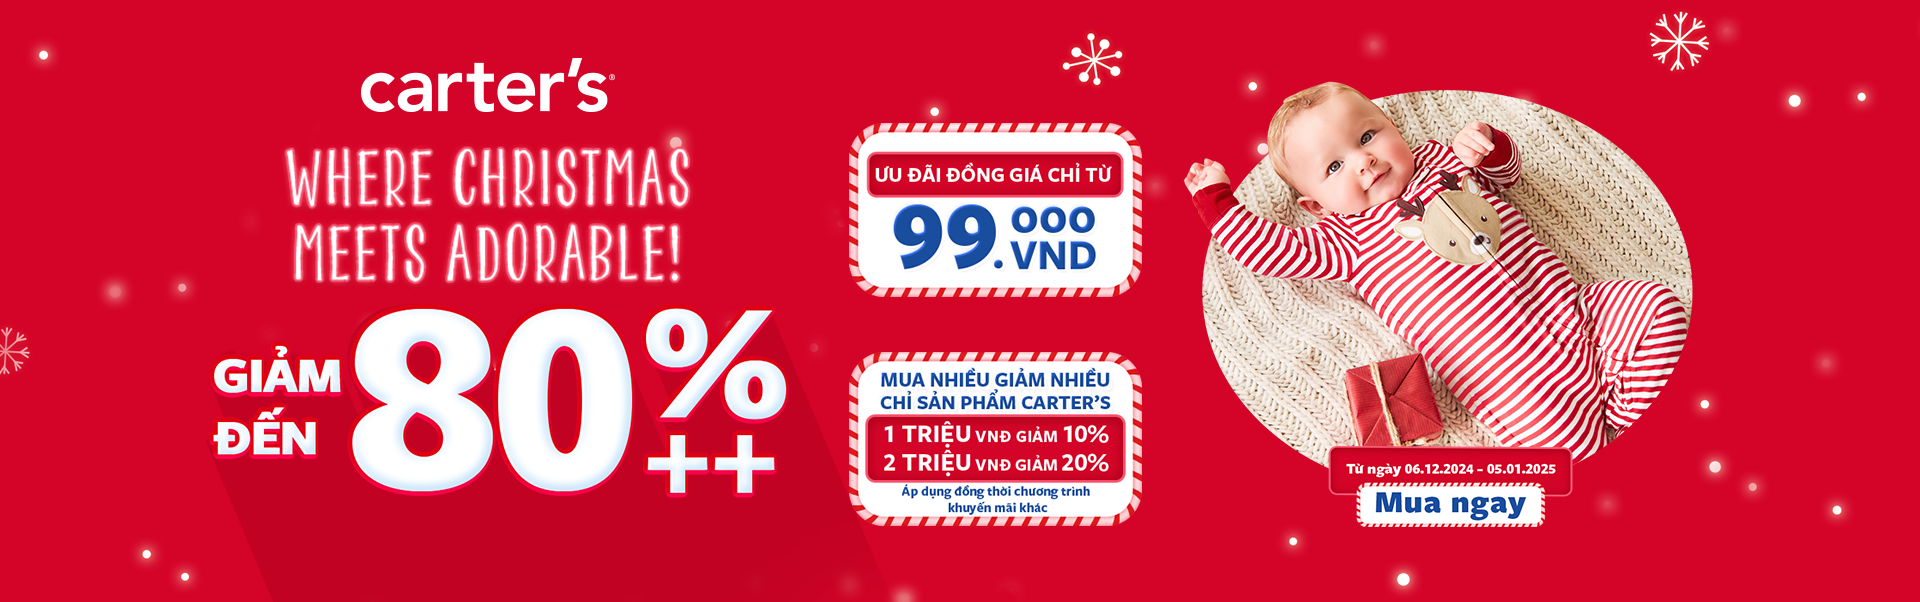 carter's®
WHERE CHRISTMAS
MEETS ADORABLE!
GIẢM
ĐẾN
80%++
ƯU ĐÃI ĐỒNG GIÁ CHỈ TỪ
99.000
VND
MUA NHIỀU GIẢM NHIỀU
CHỈ SẢN PHẨM CARTER'S
1 TRIỆU VNĐ GIẢM 10%
2 TRIỆU VNĐ GIẢM 20%
Áp dụng đồng thời chương trình
khuyến mãi khác
Từ ngày 06.12.2024 – 05.01.2025
Mua ngay